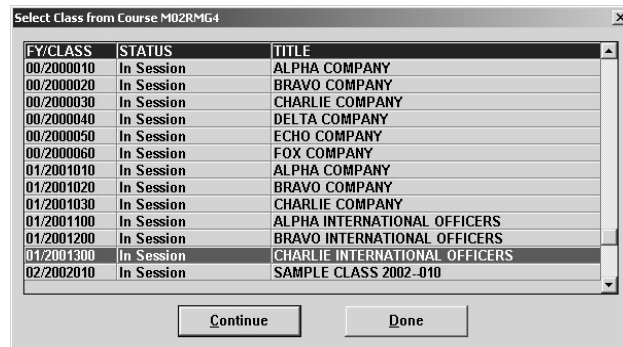 Select Class from Course M02RMG4
FY/CLASS STATUS TITLE
00/2000010 In Session ALPHA COMPANY
00/2000020 In Session BRAVO COMPANY
00/2000030 In Session CHARLIE COMPANY
00/2000040 In Session DELTA COMPANY
00/2000050 In Session ECHO COMPANY
00/2000060 In Session FOX COMPANY
01/2001010 In Session ALPHA COMPANY
01/2001020 In Session BRAVO COMPANY
01/2001030 In Session CHARLIE COMPANY
01/2001100 In Session ALPHA INTERNATIONAL OFFICERS
01/2001200 In Session BRAVO INTERNATIONAL OFFICERS
01/2001300 In Session CHARLIE INTERNATIONAL OFFICERS
02/2002010 In Session SAMPLE CLASS 2002--010
Continue Done